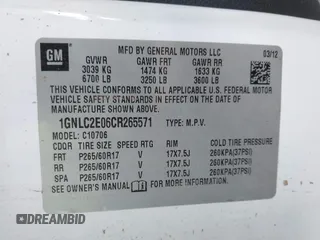 GM
MFD BY GENERAL MOTORS LLC
03/12
GVWR GAWR FRT GAWR RR
3039 KG 1474 KG 1633 KG
6700 LB 3250 LB 3600 LB
THIS VEHICLE CONFORMS TO ALL APPLICABLE U.S. FEDERAL MOTOR VEHICLE SAFETY AND THEFT PREVENTION STANDARDS IN EFFECT ON THE DATE OF MANUFACTURE SHOWN ABOVE.
1GNLC2E06CR265571 TYPE: M.P.V.
C10706
CDQR TIRE SIZE SPEED RTG RIM COLD TIRE PRESSURE
FRT P265/60R17 V 17X7.5J 260KPA(37PSI)
RR P265/60R17 V 17X7.5J 260KPA(37PSI)
SPA P265/60R17 V 17X7.5J 260KPA(37PSI)
SEE OWNER'S MANUAL FOR MORE INFORMATION.
DREAMBID